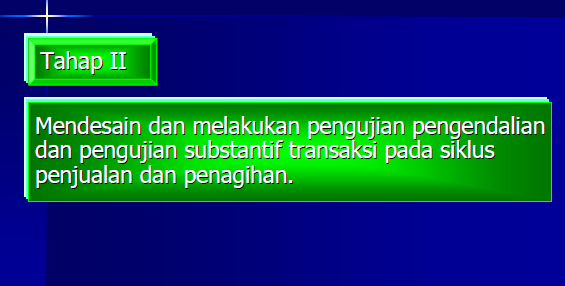 Tahap II
Mendesain dan melakukan pengujian pengendalian
dan pengujian substantif transaksi pada siklus
penjualan dan penagihan.